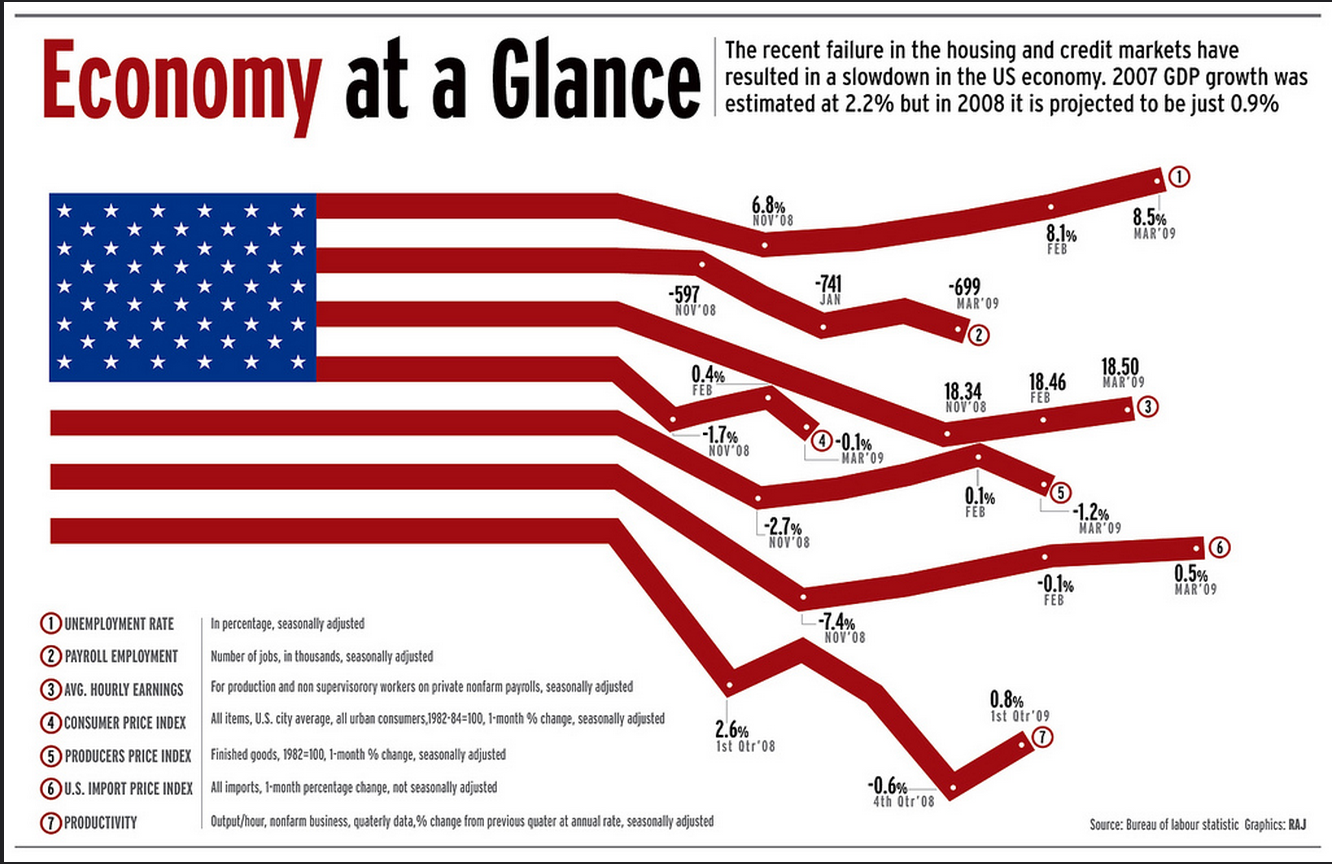 Economy at a Glance
The recent failure in the housing and credit markets have
resulted in a slowdown in the US economy. 2007 GDP growth was
estimated at 2.2% but in 2008 it is projected to be just 0.9%
1
6.8%
NOV'08
8.1%
FEB
8.5%
MAR'09
-597
NOV'08
-741
JAN
-699
MAR'09
2
18.34
NOV'08
18.46
FEB
18.50
MAR'09
3
0.4%
FEB
-1.7%
NOV'08
4
-0.1%
MAR'09
-2.7%
NOV'08
0.1%
FEB
5
-1.2%
MAR'09
-7.4%
NOV'08
-0.1%
FEB
6
0.5%
MAR'09
2.6%
1st Qtr'08
-0.6%
4th Qtr'08
0.8%
1st Qtr'09
7
1 UNEMPLOYMENT RATE In percentage, seasonally adjusted
2 PAYROLL EMPLOYMENT Number of jobs, in thousands, seasonally adjusted
3 AVG. HOURLY EARNINGS For production and non supervisorory workers on private nonfarm payrolls, seasonally adjusted
4 CONSUMER PRICE INDEX All items, U.S. city average, all urban consumers,1982-84=100, 1-month % change, seasonally adjusted
5 PRODUCERS PRICE INDEX Finished goods, 1982=100, 1-month % change, seasonally adjusted
6 U.S. IMPORT PRICE INDEX All imports, 1-month percentage change, not seasonally adjusted
7 PRODUCTIVITY Output/hour, nonfarm business, quaterly data,% change from previous quater at annual rate, seasonally adjusted
Source: Bureau of labour statistic Graphics: RAJ